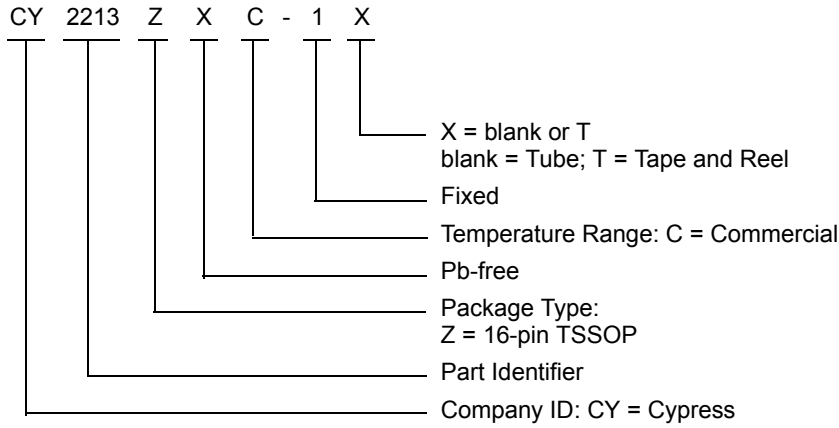 CY 2213 Z X C - 1 X
X = blank or T
blank = Tube; T = Tape and Reel
Fixed
Temperature Range: C = Commercial
Pb-free
Package Type:
Z = 16-pin TSSOP
Part Identifier
Company ID: CY = Cypress